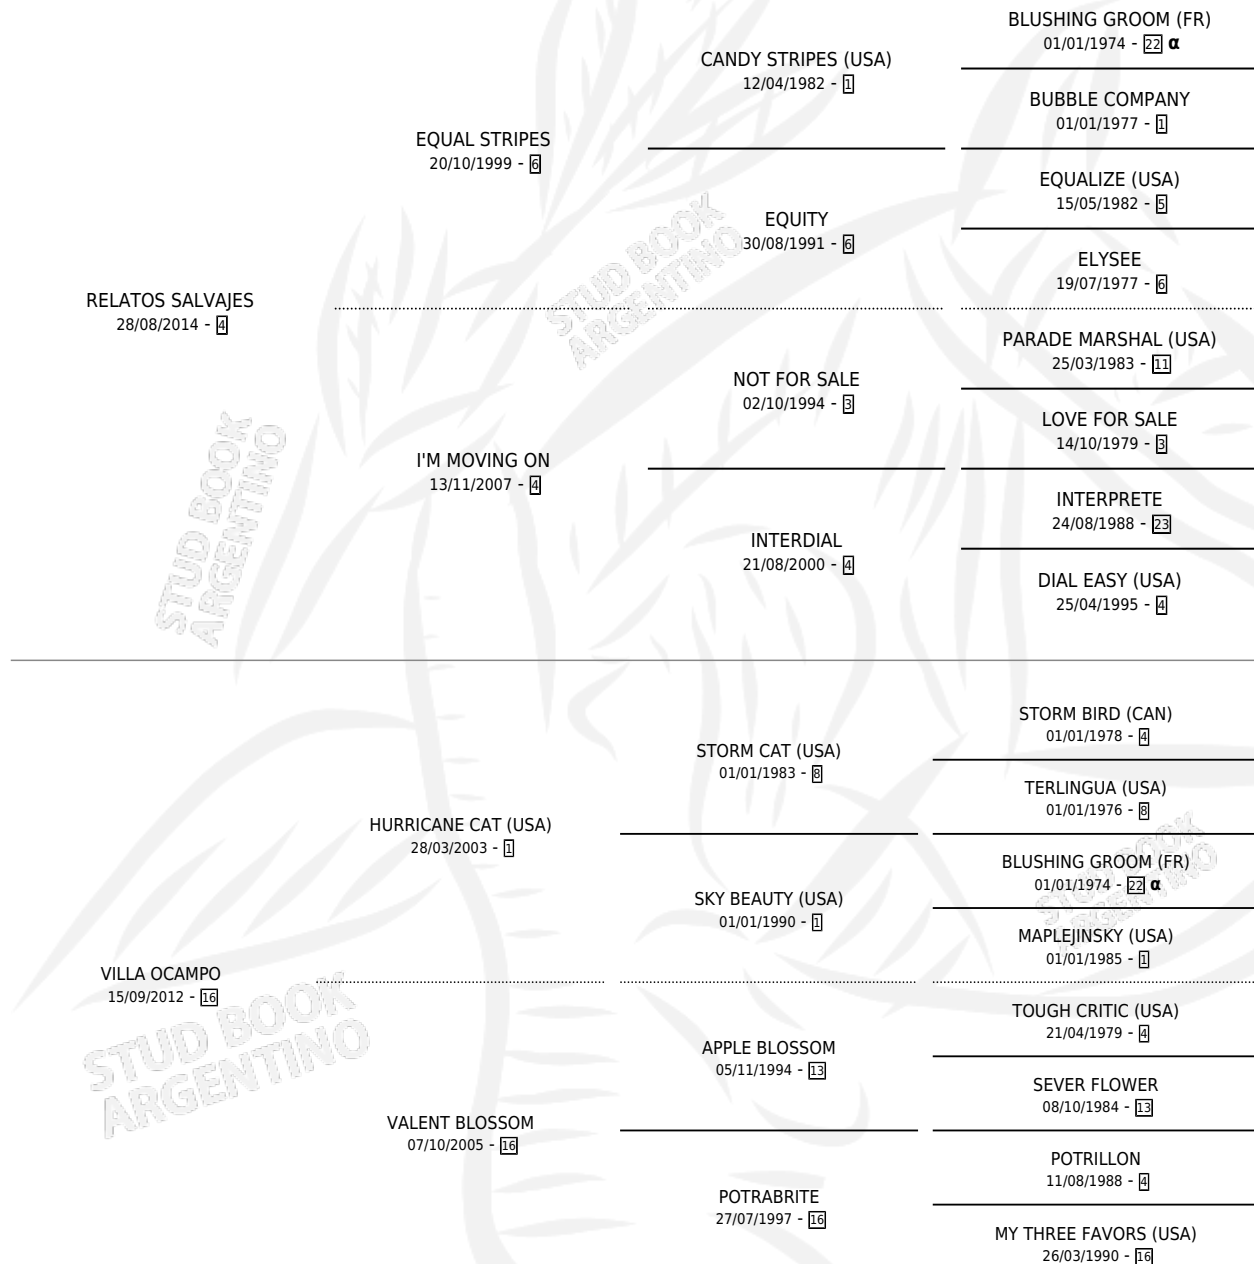 BLUSHING GROOM (FR)
01/01/1974 - 22 α
CANDY STRIPES (USA)
12/04/1982 - 1
BUBBLE COMPANY
01/01/1977 - 1
EQUAL STRIPES
20/10/1999 - 6
EQUALIZE (USA)
15/05/1982 - 5
EQUITY
30/08/1991 - 6
ELYSEE
19/07/1977 - 6
RELATOS SALVAJES
28/08/2014 - 4
PARADE MARSHAL (USA)
25/03/1983 - 11
NOT FOR SALE
02/10/1994 - 3
LOVE FOR SALE
14/10/1979 - 3
I'M MOVING ON
13/11/2007 - 4
INTERPRETE
24/08/1988 - 23
INTERDIAL
21/08/2000 - 4
DIAL EASY (USA)
25/04/1995 - 4
STUD BOOK
ARGENTINO
STUD BOOK
ARGENTINO
STORM BIRD (CAN)
01/01/1978 - 4
STORM CAT (USA)
01/01/1983 - 8
TERLINGUA (USA)
01/01/1976 - 8
HURRICANE CAT (USA)
28/03/2003 - 1
BLUSHING GROOM (FR)
01/01/1974 - 22 α
SKY BEAUTY (USA)
01/01/1990 - 1
MAPLEJINSKY (USA)
01/01/1985 - 1
VILLA OCAMPO
15/09/2012 - 16
TOUGH CRITIC (USA)
21/04/1979 - 4
APPLE BLOSSOM
05/11/1994 - 13
SEVER FLOWER
08/10/1984 - 13
VALENT BLOSSOM
07/10/2005 - 16
POTRILLON
11/08/1988 - 4
POTRABRITE
27/07/1997 - 16
MY THREE FAVORS (USA)
26/03/1990 - 16
STUD BOOK
ARGENTINO
STUD BOOK
ARGENTINO